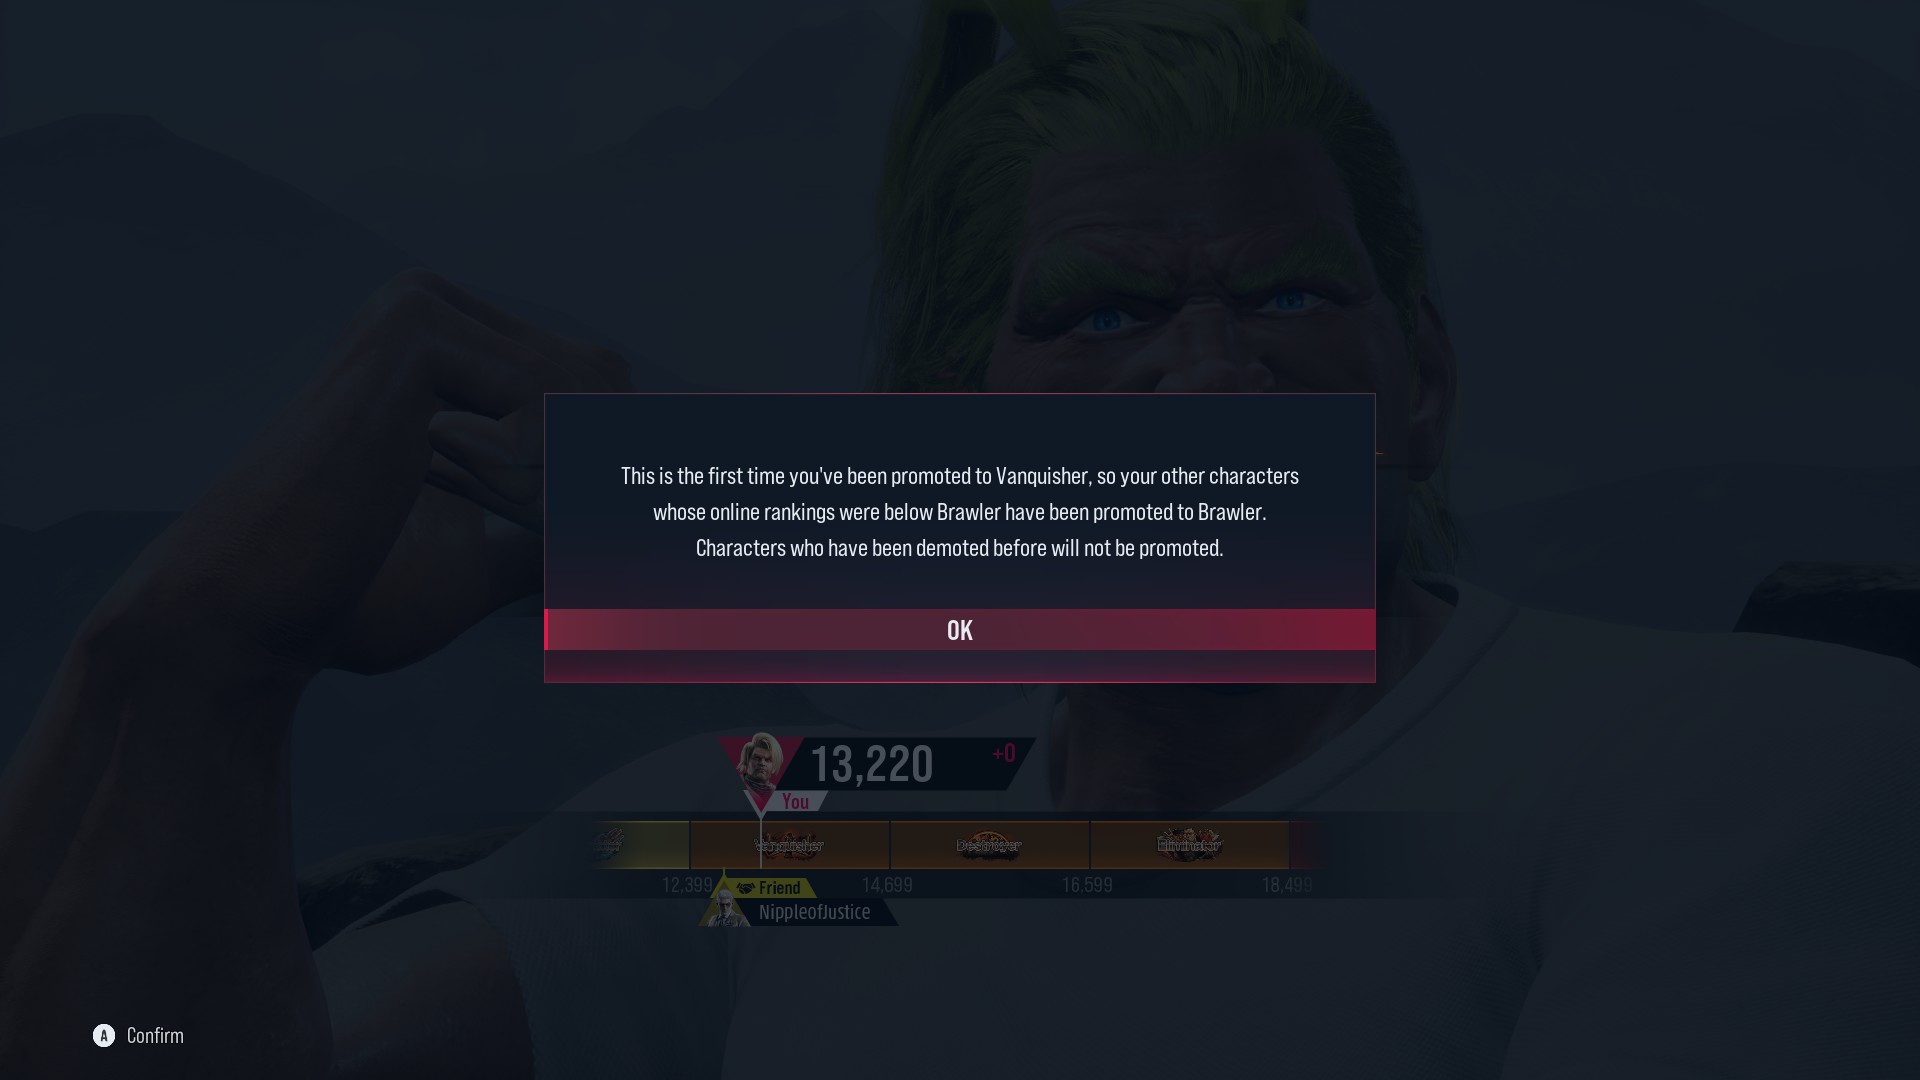 This is the first time you've been promoted to Vanquisher, so your other characters
whose online rankings were below Brawler have been promoted to Brawler.
Characters who have been demoted before will not be promoted.
OK
13,220
+0
You
Vanquisher
Destroyer
Eliminator
12,399
14,699
16,599
18,499
Friend
NippleofJustice
A Confirm